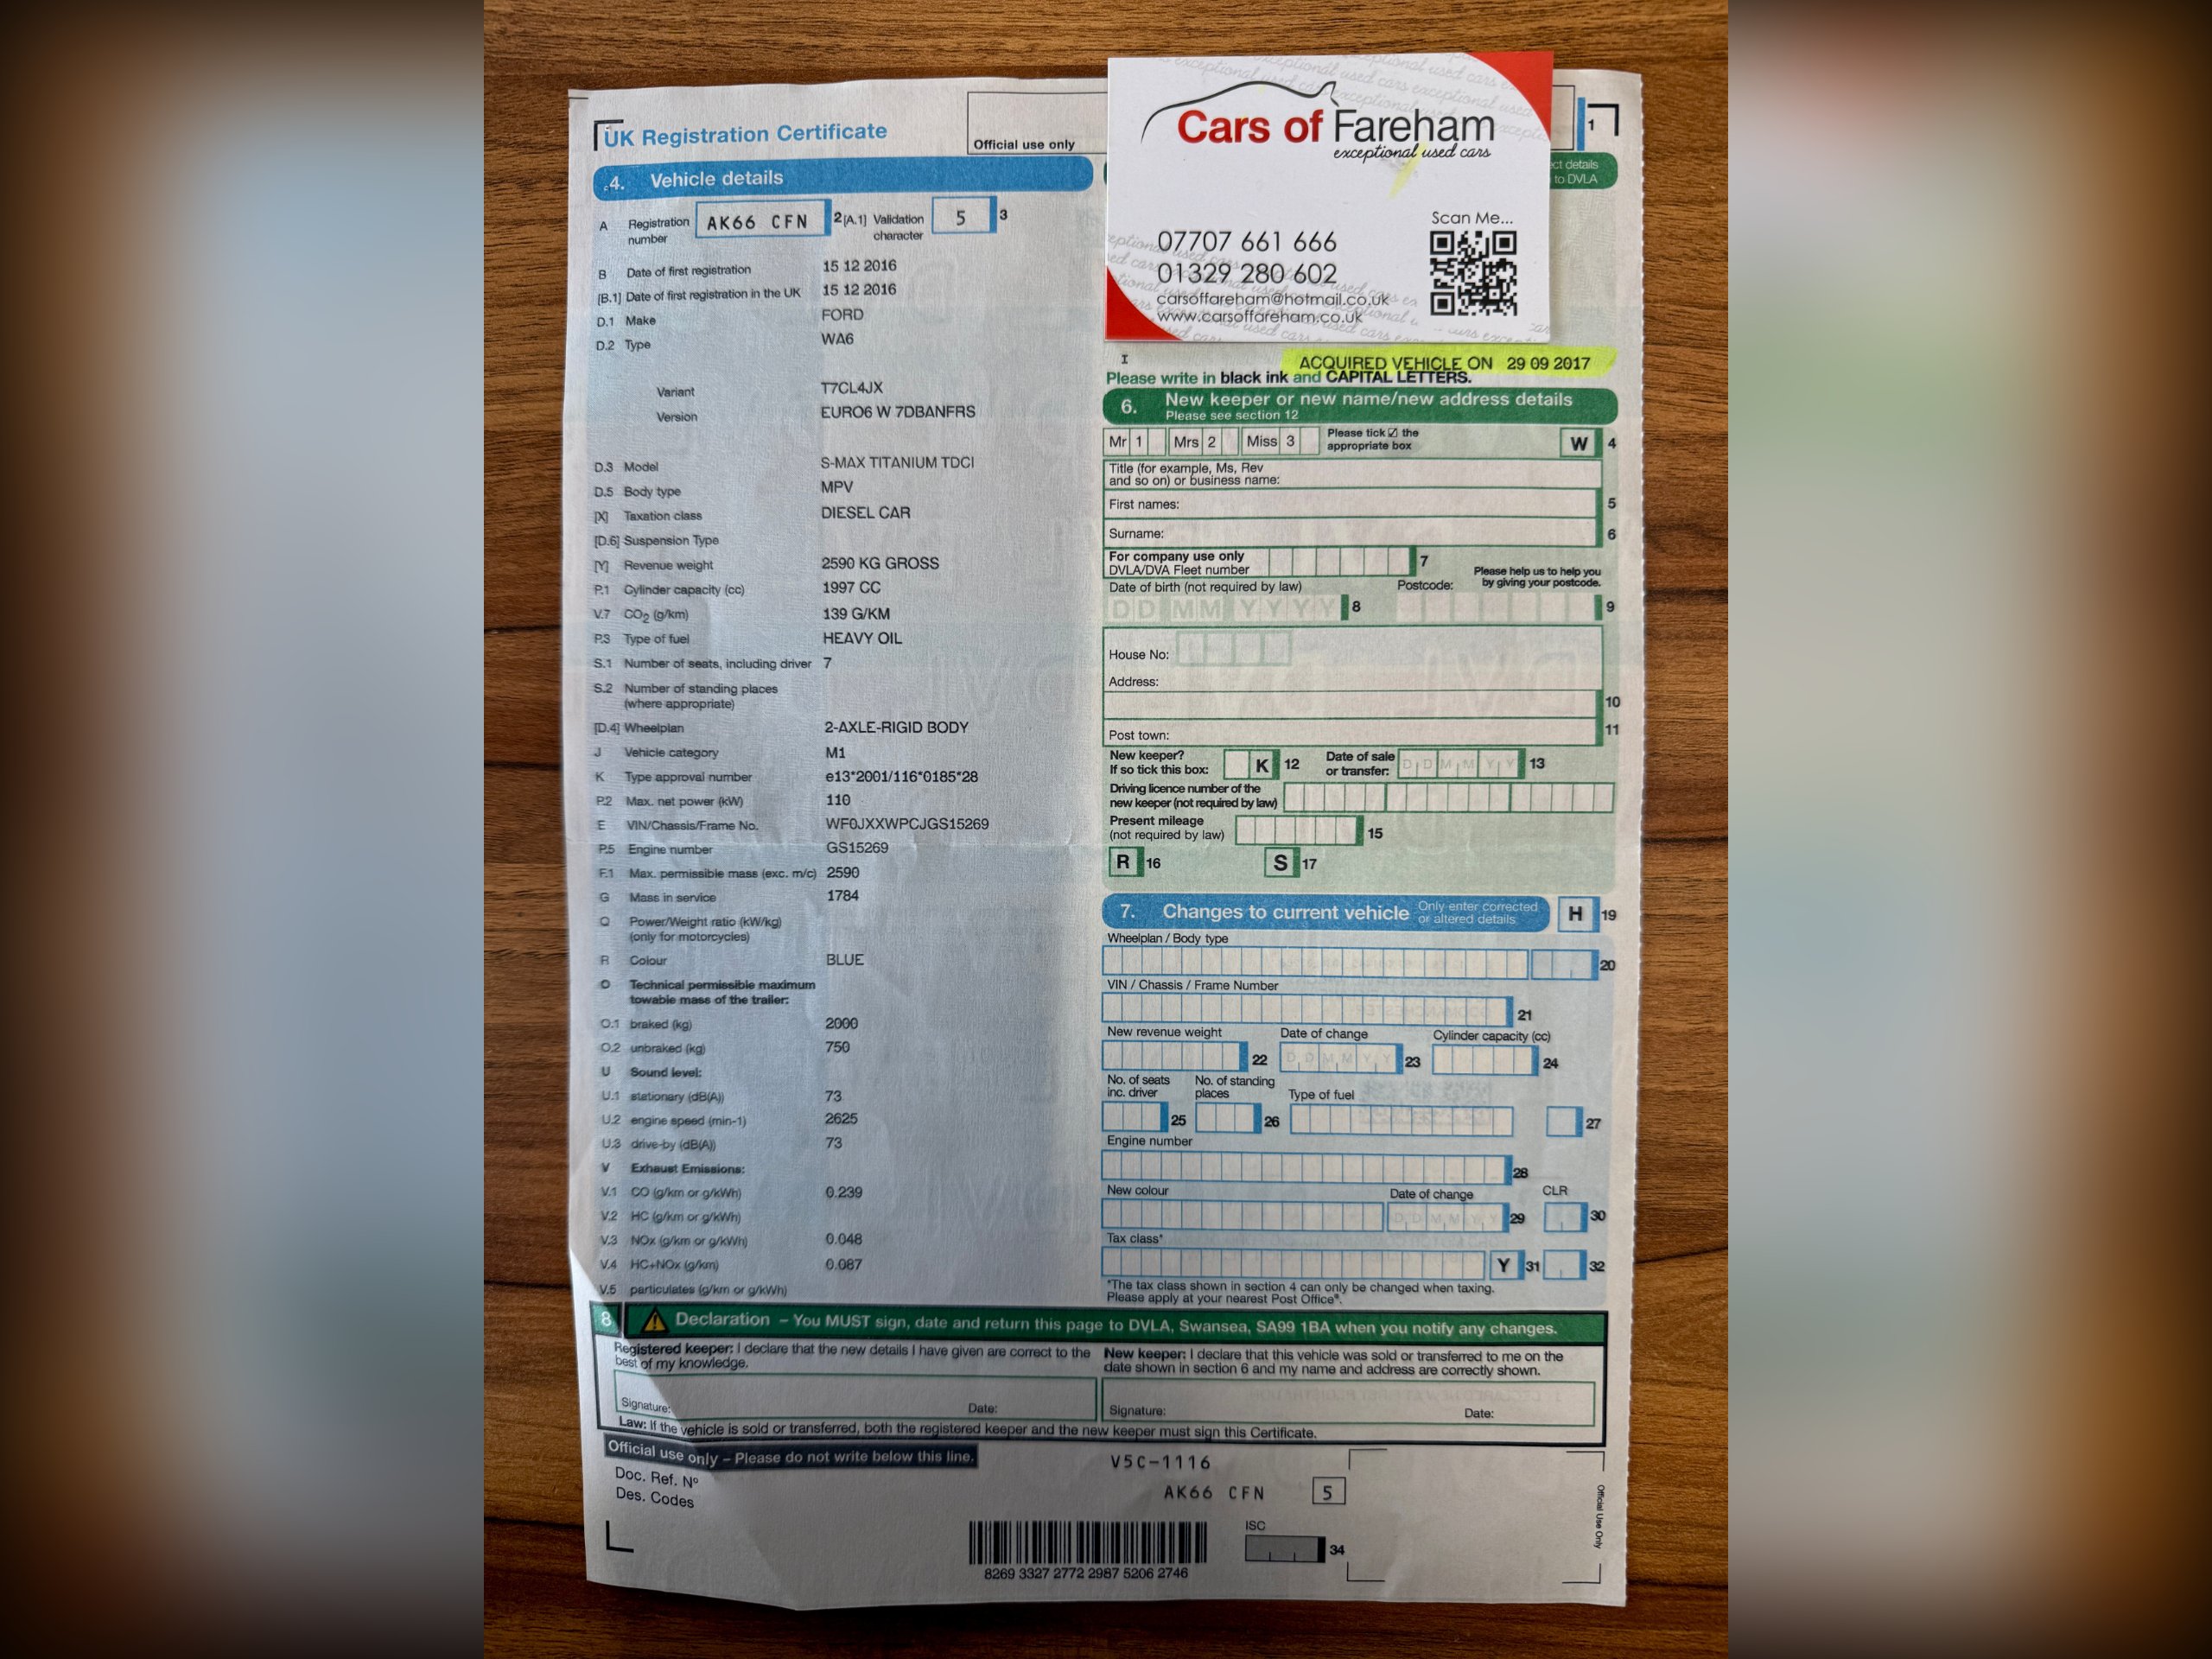 UK Registration Certificate
Official use only
1
4. Vehicle details
A Registration number AK66 CFN 2 [A.1] Validation character 5 3
B Date of first registration 15 12 2016
[B.1] Date of first registration in the UK 15 12 2016
D.1 Make FORD
D.2 Type WA6
Variant T7CL4JX
Version EURO6 W 7DBANFRS
D.3 Model S-MAX TITANIUM TDCI
D.5 Body type MPV
[X] Taxation class DIESEL CAR
[D.6] Suspension Type
[Y] Revenue weight 2590 KG GROSS
P.1 Cylinder capacity (cc) 1997 CC
V.7 CO2 (g/km) 139 G/KM
P.3 Type of fuel HEAVY OIL
S.1 Number of seats, including driver 7
S.2 Number of standing places
(where appropriate)
[D.4] Wheelplan 2-AXLE-RIGID BODY
J Vehicle category M1
K Type approval number e13*2001/116*0185*28
P.2 Max. net power (kW) 110
E VIN/Chassis/Frame No. WF0JXXWPCJGS15269
P.5 Engine number GS15269
F.1 Max. permissible mass (exc. m/c) 2590
G Mass in service 1784
Q Power/Weight ratio (kW/kg)
(only for motorcycles)
R Colour BLUE
O Technical permissible maximum
towable mass of the trailer:
O.1 braked (kg) 2000
O.2 unbraked (kg) 750
U Sound level:
U.1 stationary (dB(A)) 73
U.2 engine speed (min-1) 2625
U.3 drive-by (dB(A)) 73
V Exhaust Emissions:
V.1 CO (g/km or g/kWh) 0.239
V.2 HC (g/km or g/kWh)
V.3 NOx (g/km or g/kWh) 0.048
V.4 HC+NOx (g/km) 0.087
V.5 particulates (g/km or g/kWh)
Cars of Fareham
exceptional used cars
Scan Me...
07707 661 666
01329 280 602
carsoffareham@hotmail.co.uk
www.carsoffareham.co.uk
ct details
to DVLA
I
ACQUIRED VEHICLE ON 29 09 2017
Please write in black ink and CAPITAL LETTERS.
6. New keeper or new name/new address details
Please see section 12
Mr 1 Mrs 2 Miss 3 Please tick ☑ the appropriate box W 4
Title (for example, Ms, Rev
and so on) or business name:
First names: 5
Surname: 6
For company use only
DVLA/DVA Fleet number 7
Please help us to help you
by giving your postcode.
Date of birth (not required by law) Postcode:
DD MM YYYY 8 9
House No:
Address:
10
Post town: 11
New keeper?
If so tick this box: K 12 Date of sale or transfer: D D M M Y Y 13
Driving licence number of the
new keeper (not required by law)
Present mileage
(not required by law) 15
R 16 S 17
7. Changes to current vehicle Only enter corrected or altered details H 19
Wheelplan / Body type
20
VIN / Chassis / Frame Number
21
New revenue weight Date of change Cylinder capacity (cc)
22 D D M M Y Y 23 24
No. of seats inc. driver No. of standing places Type of fuel
25 26 27
Engine number
28
New colour Date of change CLR
D D M M Y Y 29 30
Tax class*
Y 31 32
*The tax class shown in section 4 can only be changed when taxing.
Please apply at your nearest Post Office®.
8 Declaration – You MUST sign, date and return this page to DVLA, Swansea, SA99 1BA when you notify any changes.
Registered keeper: I declare that the new details I have given are correct to the
best of my knowledge.
Signature: Date:
New keeper: I declare that this vehicle was sold or transferred to me on the
date shown in section 6 and my name and address are correctly shown.
Signature: Date:
Law: If the vehicle is sold or transferred, both the registered keeper and the new keeper must sign this Certificate.
Official use only – Please do not write below this line.
Doc. Ref. Nº
Des. Codes
V5C-1116
AK66 CFN 5
ISC
34
8269 3327 2772 2987 5206 2746
Official Use Only